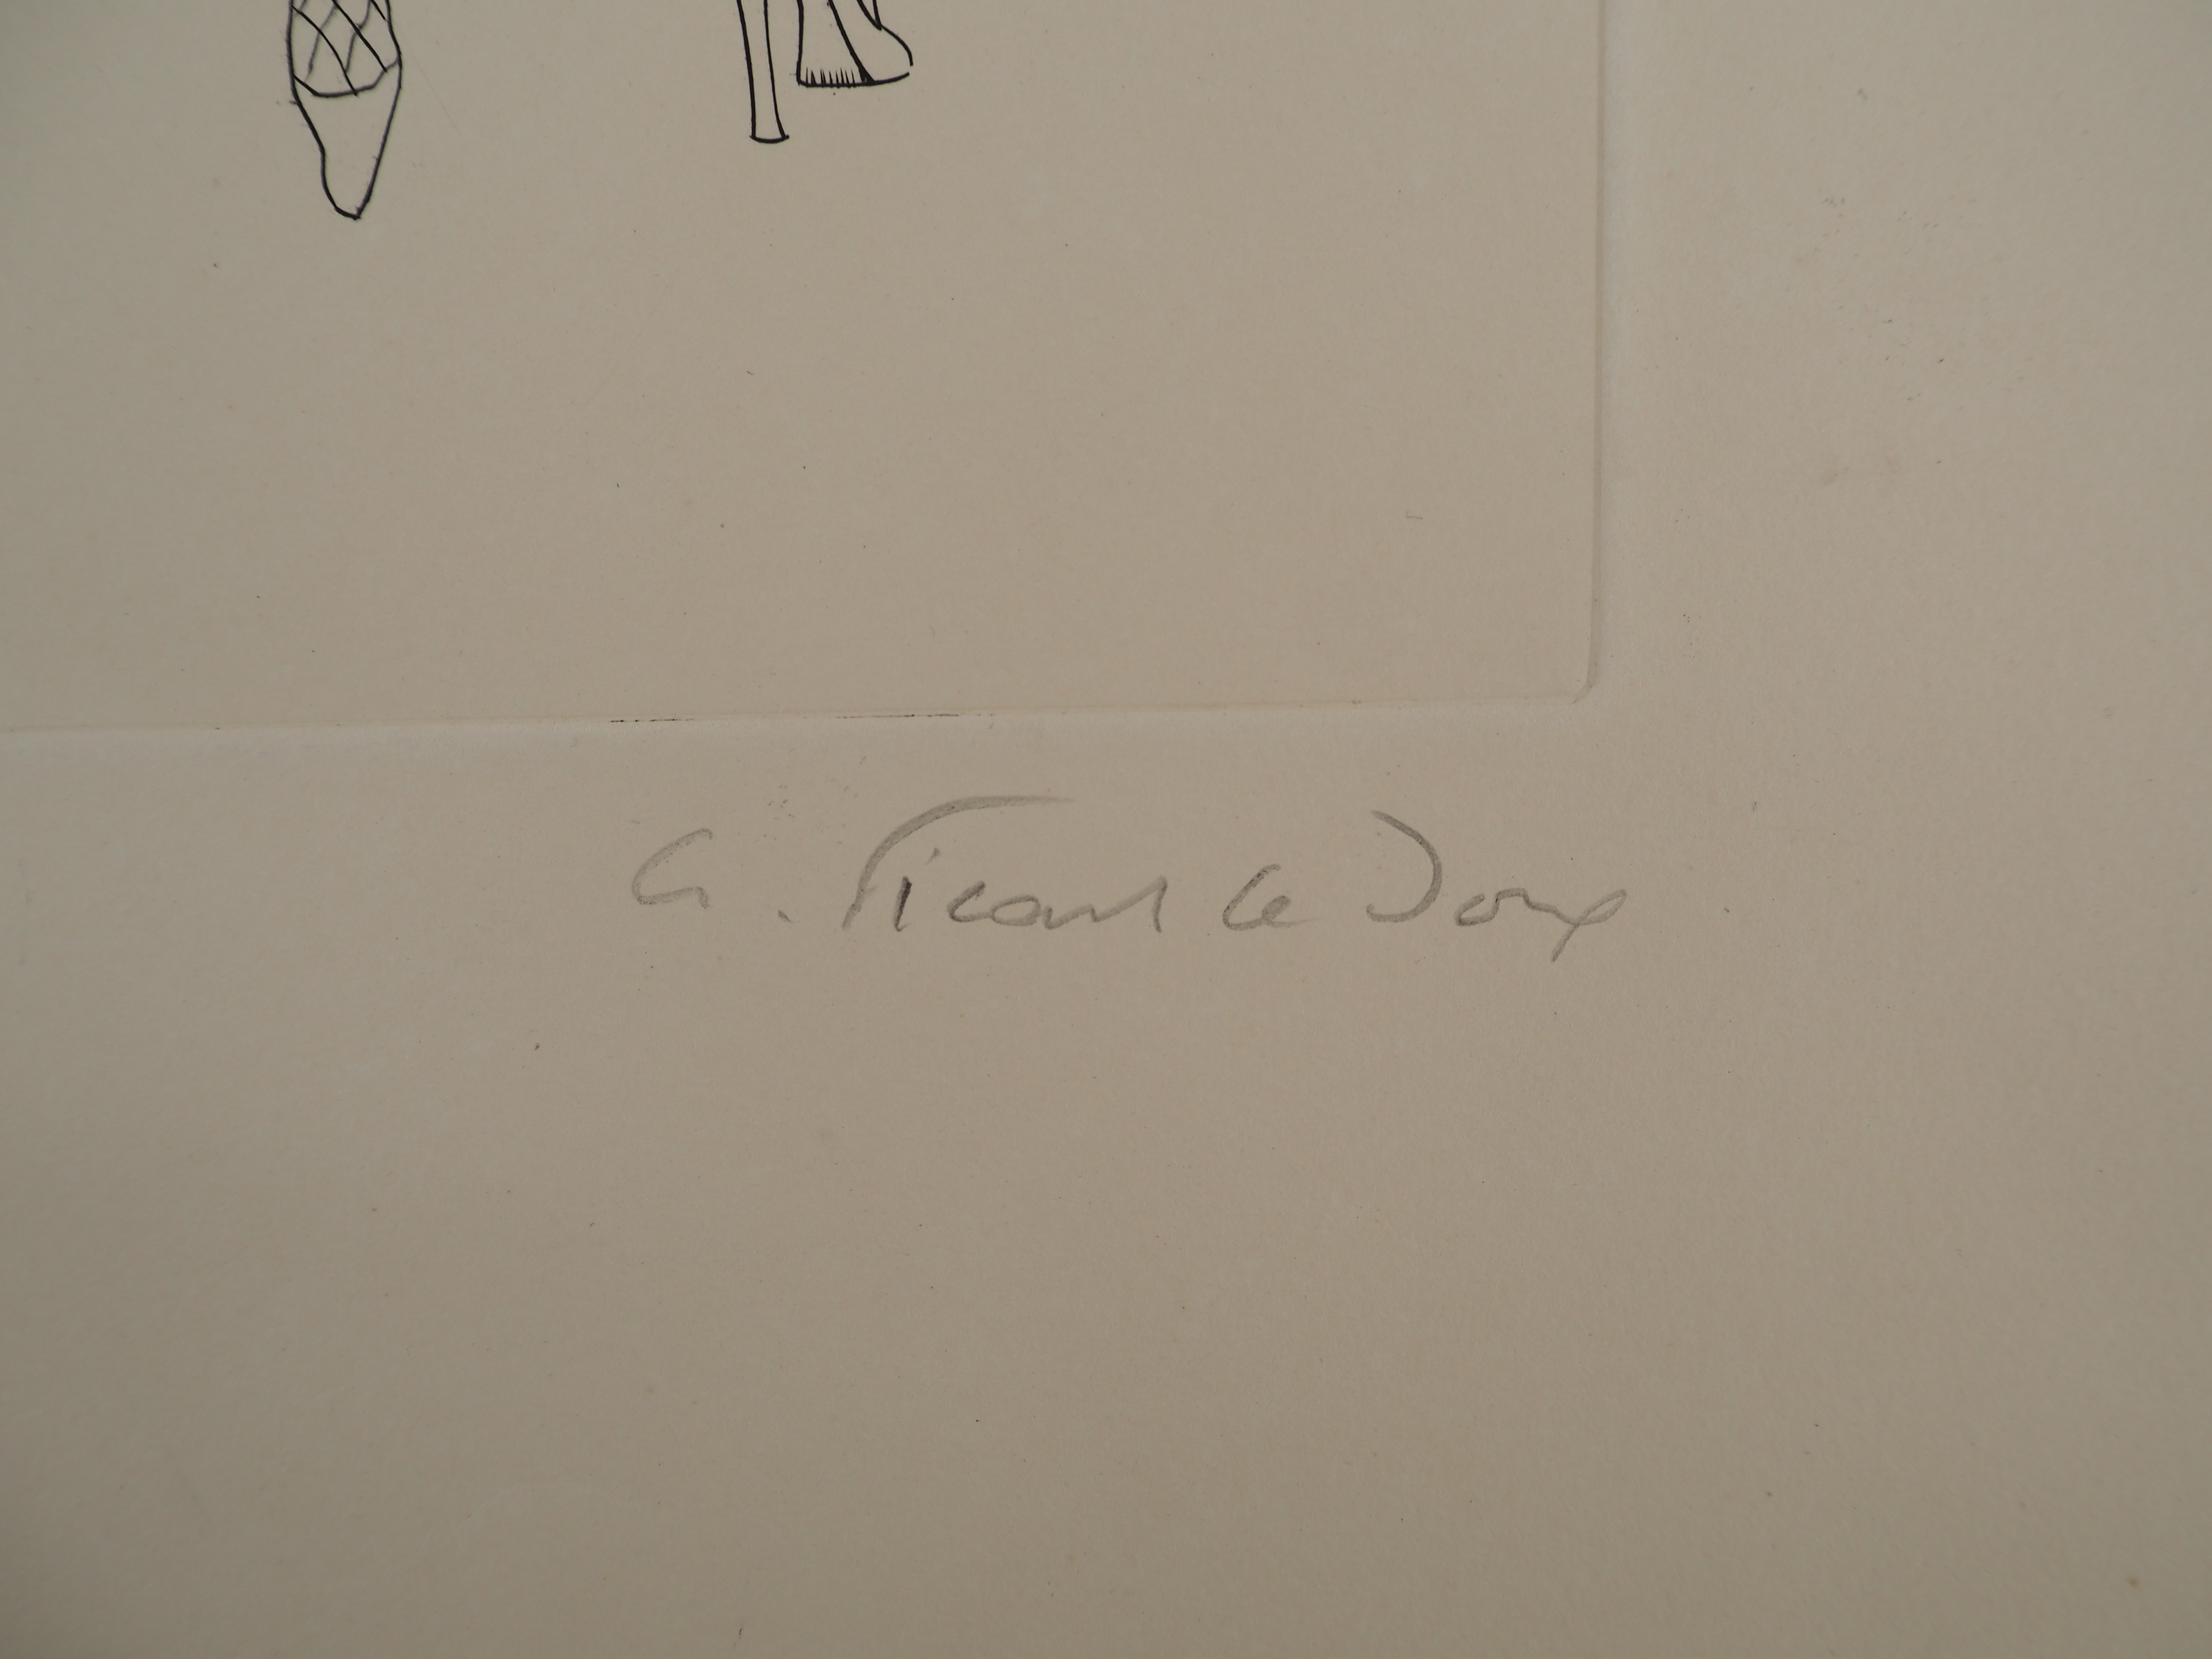 C. Picart le Doux